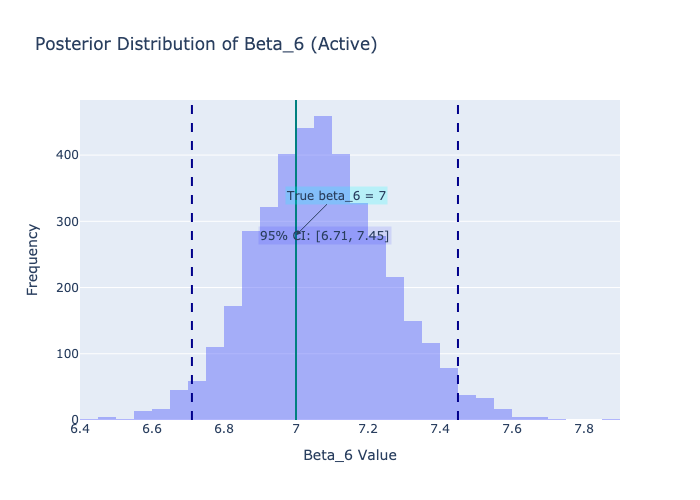 Posterior Distribution of Beta_6 (Active)
Frequency
400
300
200
100
0
True beta_6 = 7
95% CI: [6.71, 7.45]
6.4 6.6 6.8 7 7.2 7.4 7.6 7.8
Beta_6 Value